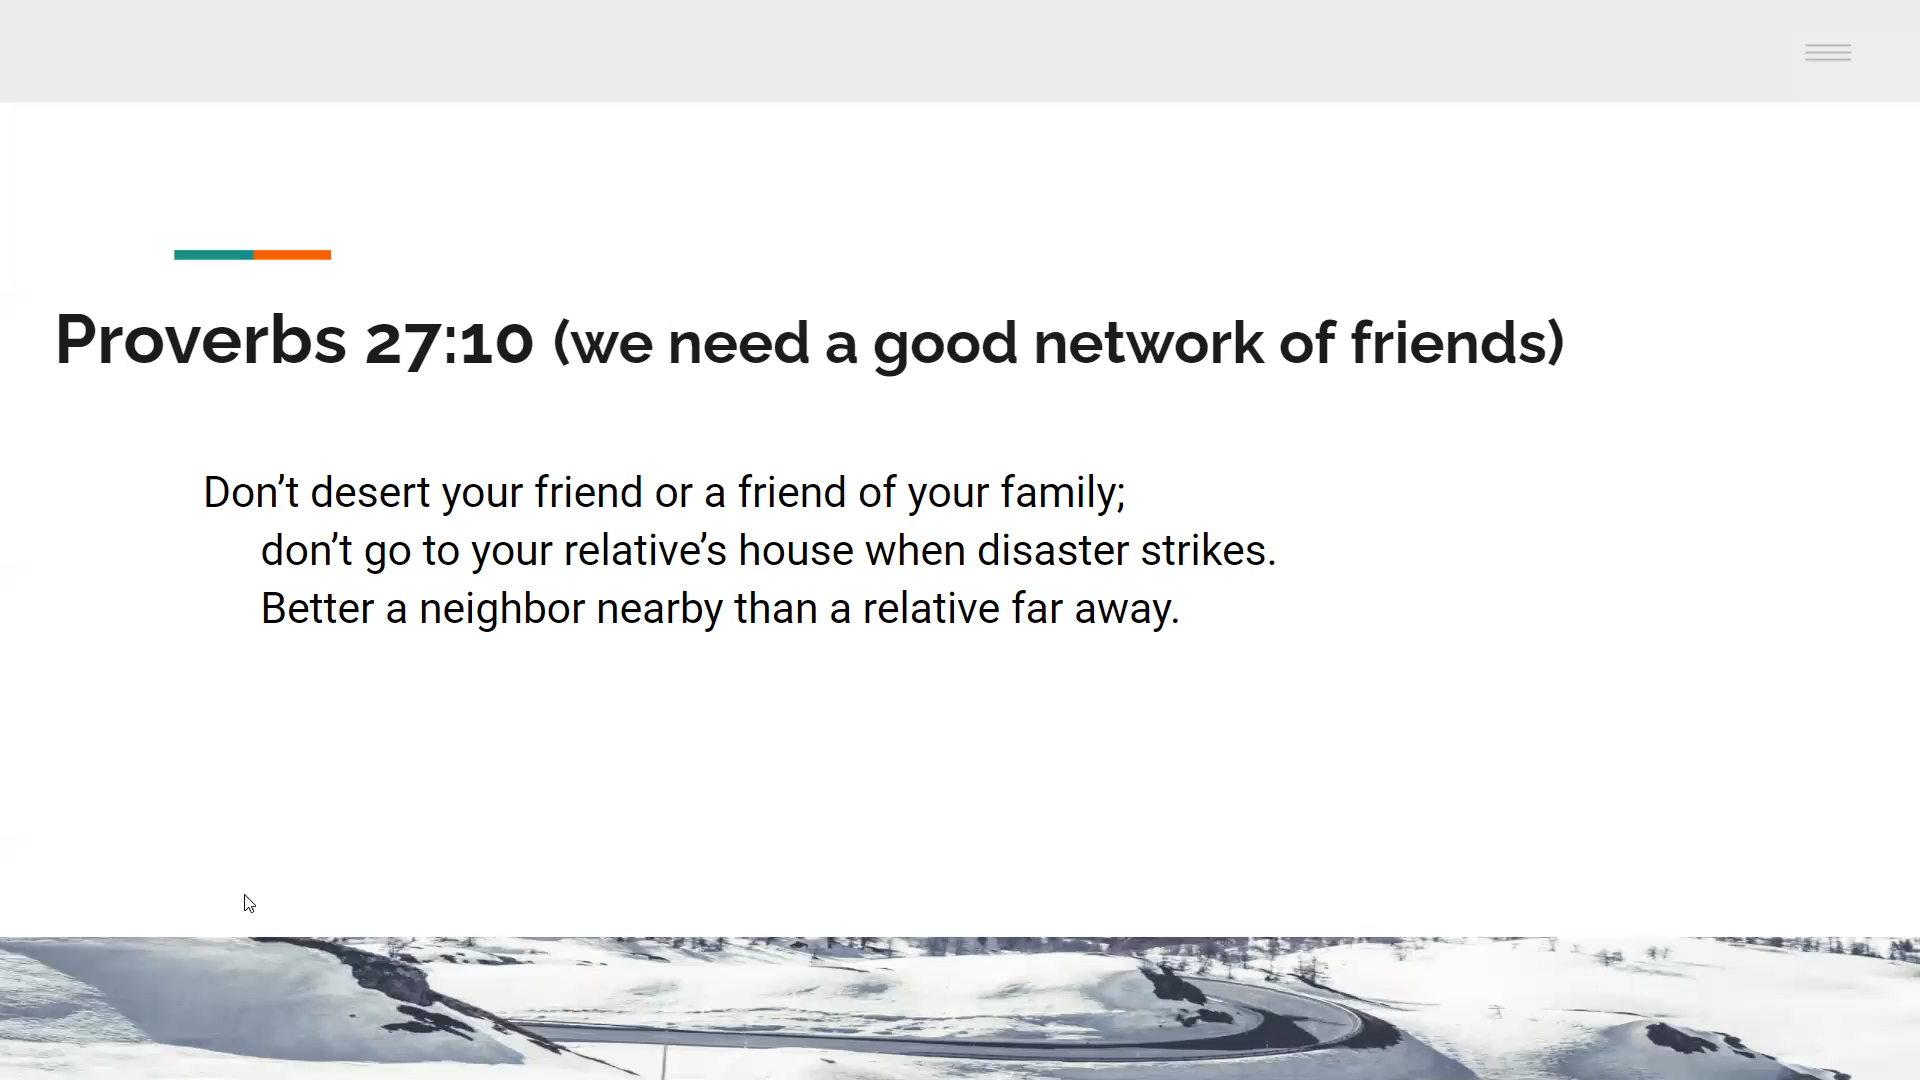 Proverbs 27:10 (we need a good network of friends)
Don’t desert your friend or a friend of your family;
don’t go to your relative’s house when disaster strikes.
Better a neighbor nearby than a relative far away.